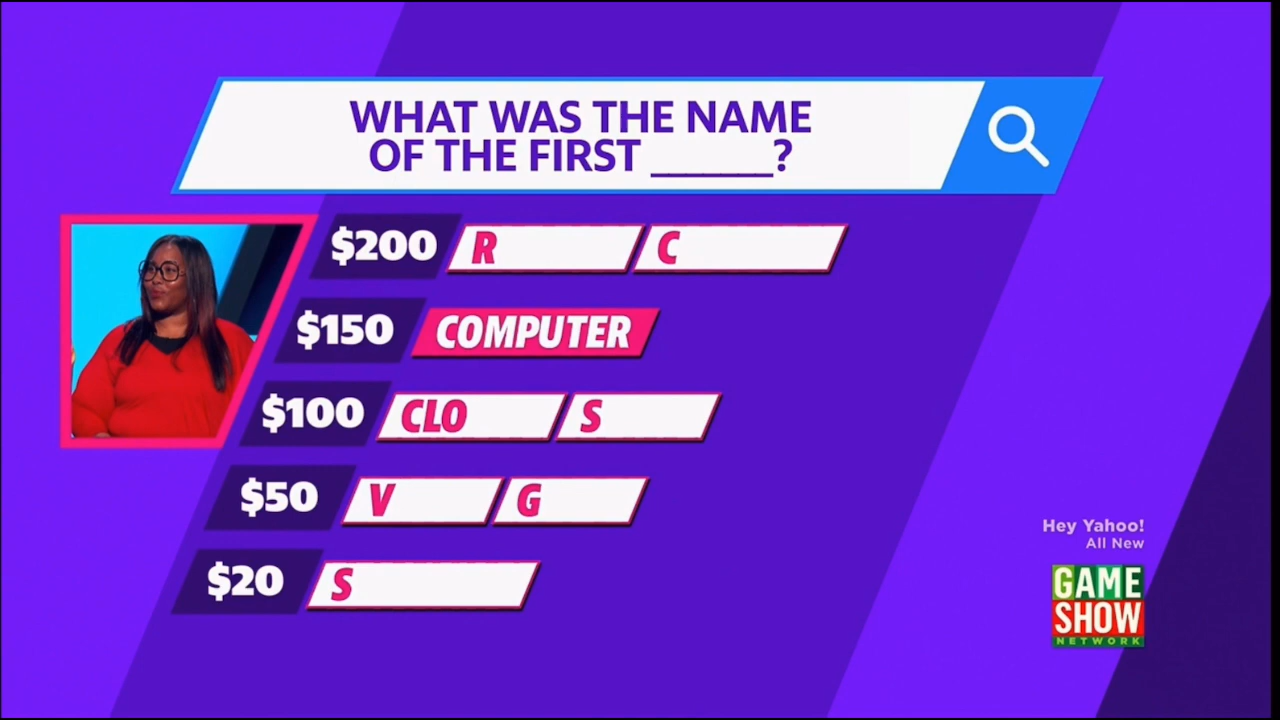 WHAT WAS THE NAME
OF THE FIRST _______?
$200 R C
$150 COMPUTER
$100 CLO S
$50 V G
$20 S
Hey Yahoo!
All New
GAME
SHOW
NETWORK